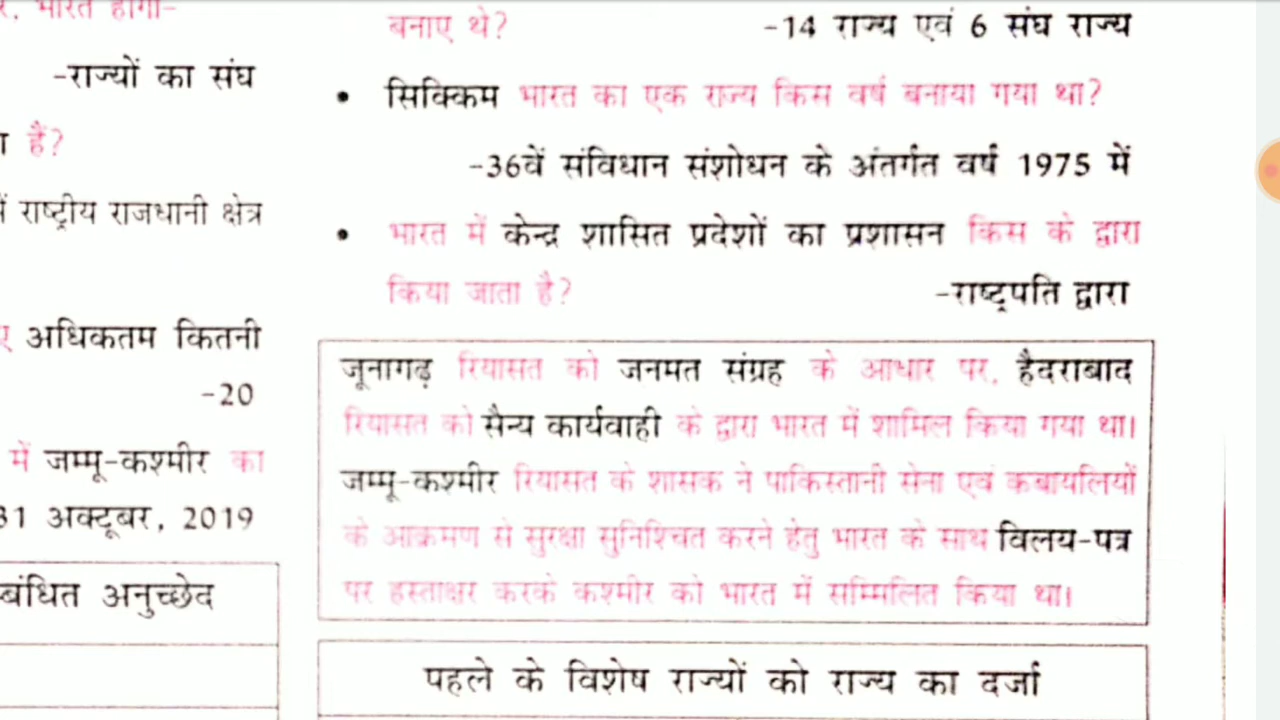 र, भारत होगा-
-राज्यों का संघ
है?
राष्ट्रीय राजधानी क्षेत्र
अधिकतम कितनी
-20
में जम्मू-कश्मीर का
31 अक्टूबर, 2019
बंधित अनुच्छेद
बनाए थे? -14 राज्य एवं 6 संघ राज्य
• सिक्किम भारत का एक राज्य किस वर्ष बनाया गया था?
-36वें संविधान संशोधन के अंतर्गत वर्ष 1975 में
• भारत में केन्द्र शासित प्रदेशों का प्रशासन किस के द्वारा
किया जाता है? -राष्ट्रपति द्वारा
जूनागढ़ रियासत को जनमत संग्रह के आधार पर, हैदराबाद
रियासत को सैन्य कार्यवाही के द्वारा भारत में शामिल किया गया था।
जम्मू-कश्मीर रियासत के शासक ने पाकिस्तानी सेना एवं कबायलियों
के आक्रमण से सुरक्षा सुनिश्चित करने हेतु भारत के साथ विलय-पत्र
पर हस्ताक्षर करके कश्मीर को भारत में सम्मिलित किया था।
पहले के विशेष राज्यों को राज्य का दर्जा